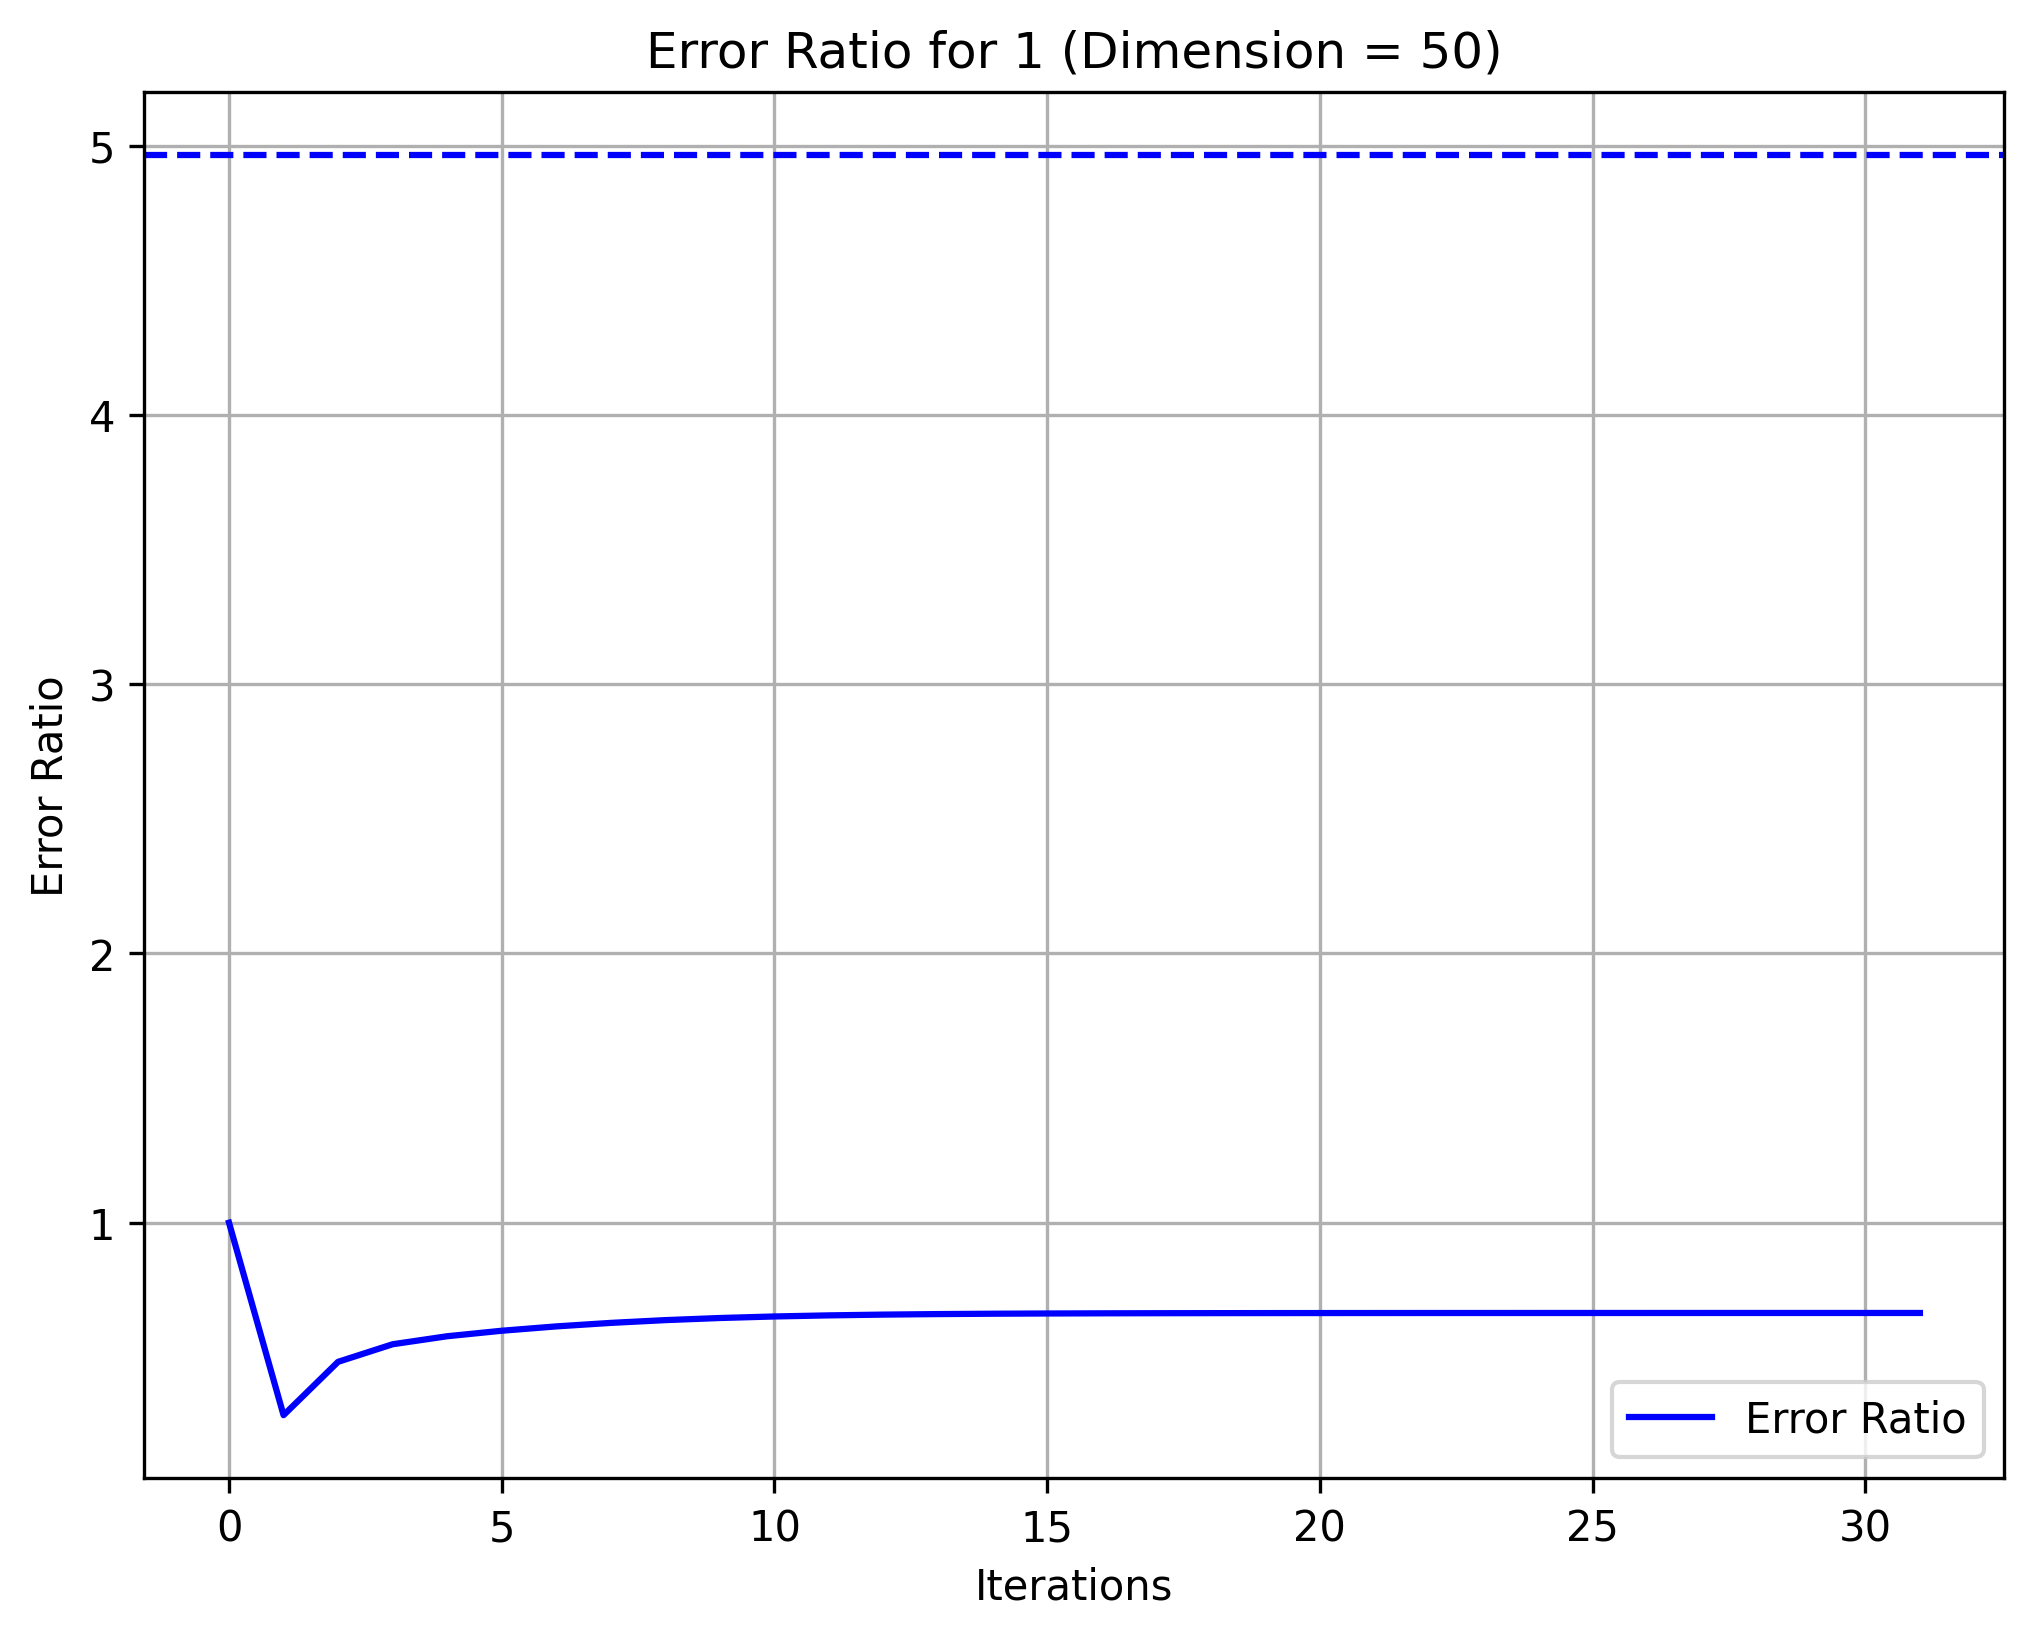 Error Ratio for 1 (Dimension = 50)
Error Ratio
5
4
3
2
1
0 5 10 15 20 25 30
Iterations
Error Ratio